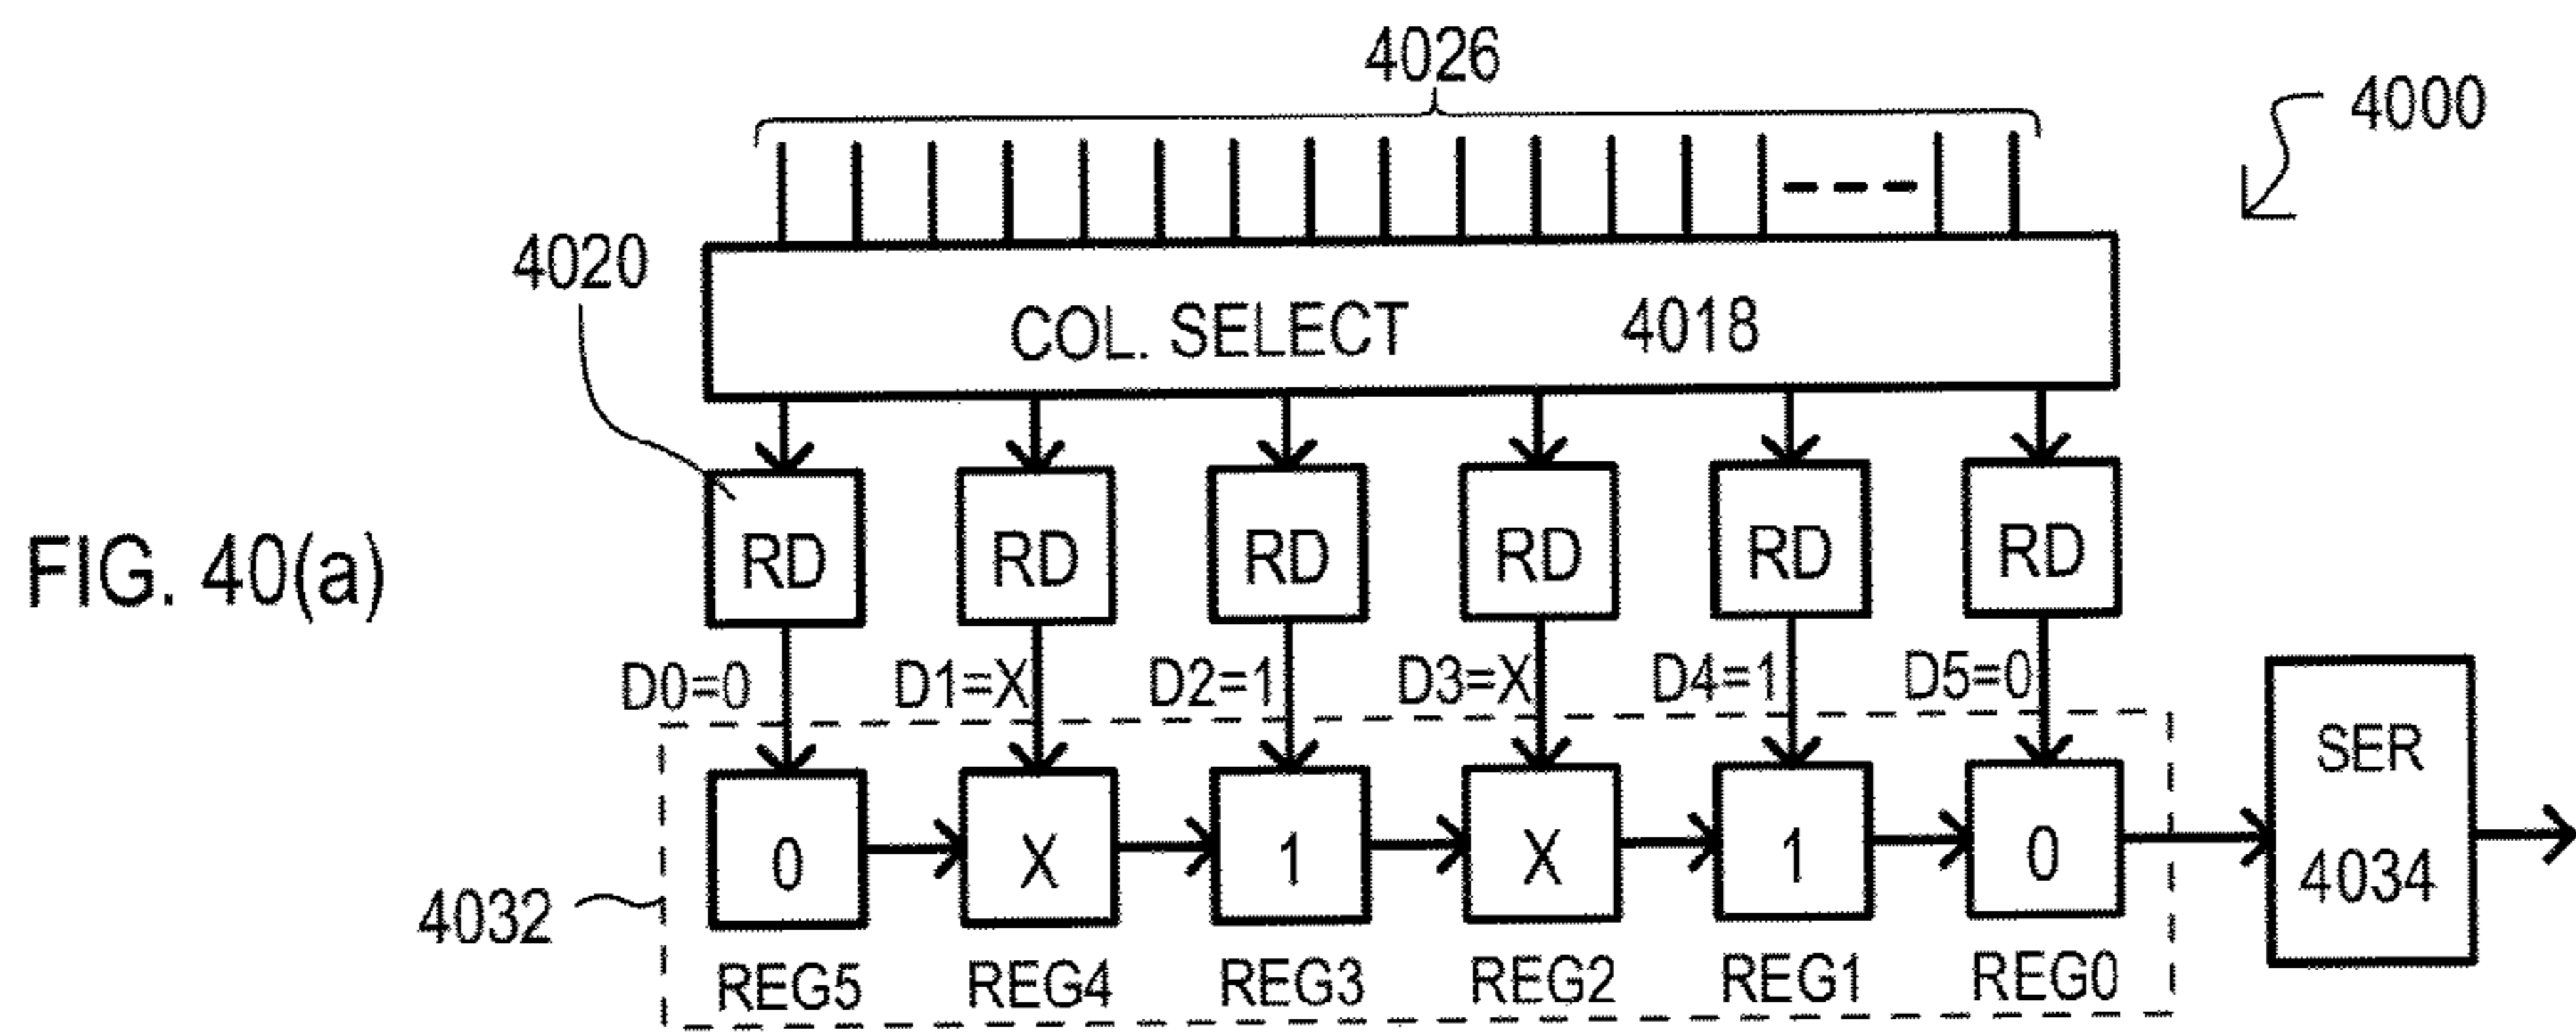 4026
4000
4020
COL. SELECT 4018
FIG. 40(a)
RD RD RD RD RD RD
D0=0 D1=X D2=1 D3=X D4=1 D5=0
SER
4034
0 X 1 X 1 0
4032
REG5 REG4 REG3 REG2 REG1 REG0